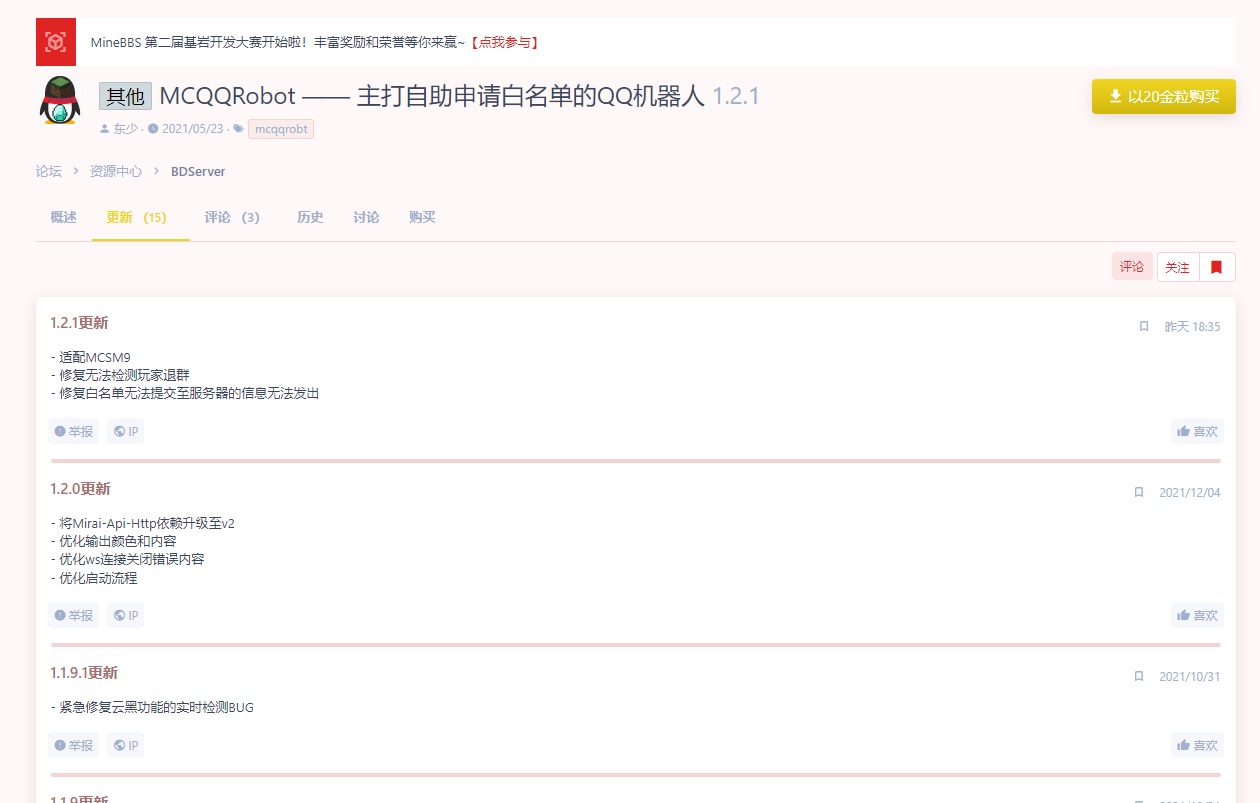 MineBBS 第二届基岩开发大赛开始啦！丰富奖励和荣誉等你来赢~【点我参与】
其他 MCQQRobot —— 主打自助申请白名单的QQ机器人 1.2.1
以20金粒购买
东少 · 2021/05/23 · mcqqrobt
论坛 > 资源中心 > BDServer
概述 更新 (15) 评论 (3) 历史 讨论 购买
评论 关注
1.2.1更新 昨天 18:35
- 适配MCSM9
- 修复无法检测玩家退群
- 修复白名单无法提交至服务器的信息无法发出
举报 IP 喜欢
1.2.0更新 2021/12/04
- 将Mirai-Api-Http依赖升级至v2
- 优化输出颜色和内容
- 优化ws连接关闭错误内容
- 优化启动流程
举报 IP 喜欢
1.1.9.1更新 2021/10/31
- 紧急修复云黑功能的实时检测BUG
举报 IP 喜欢
1.1.9更新